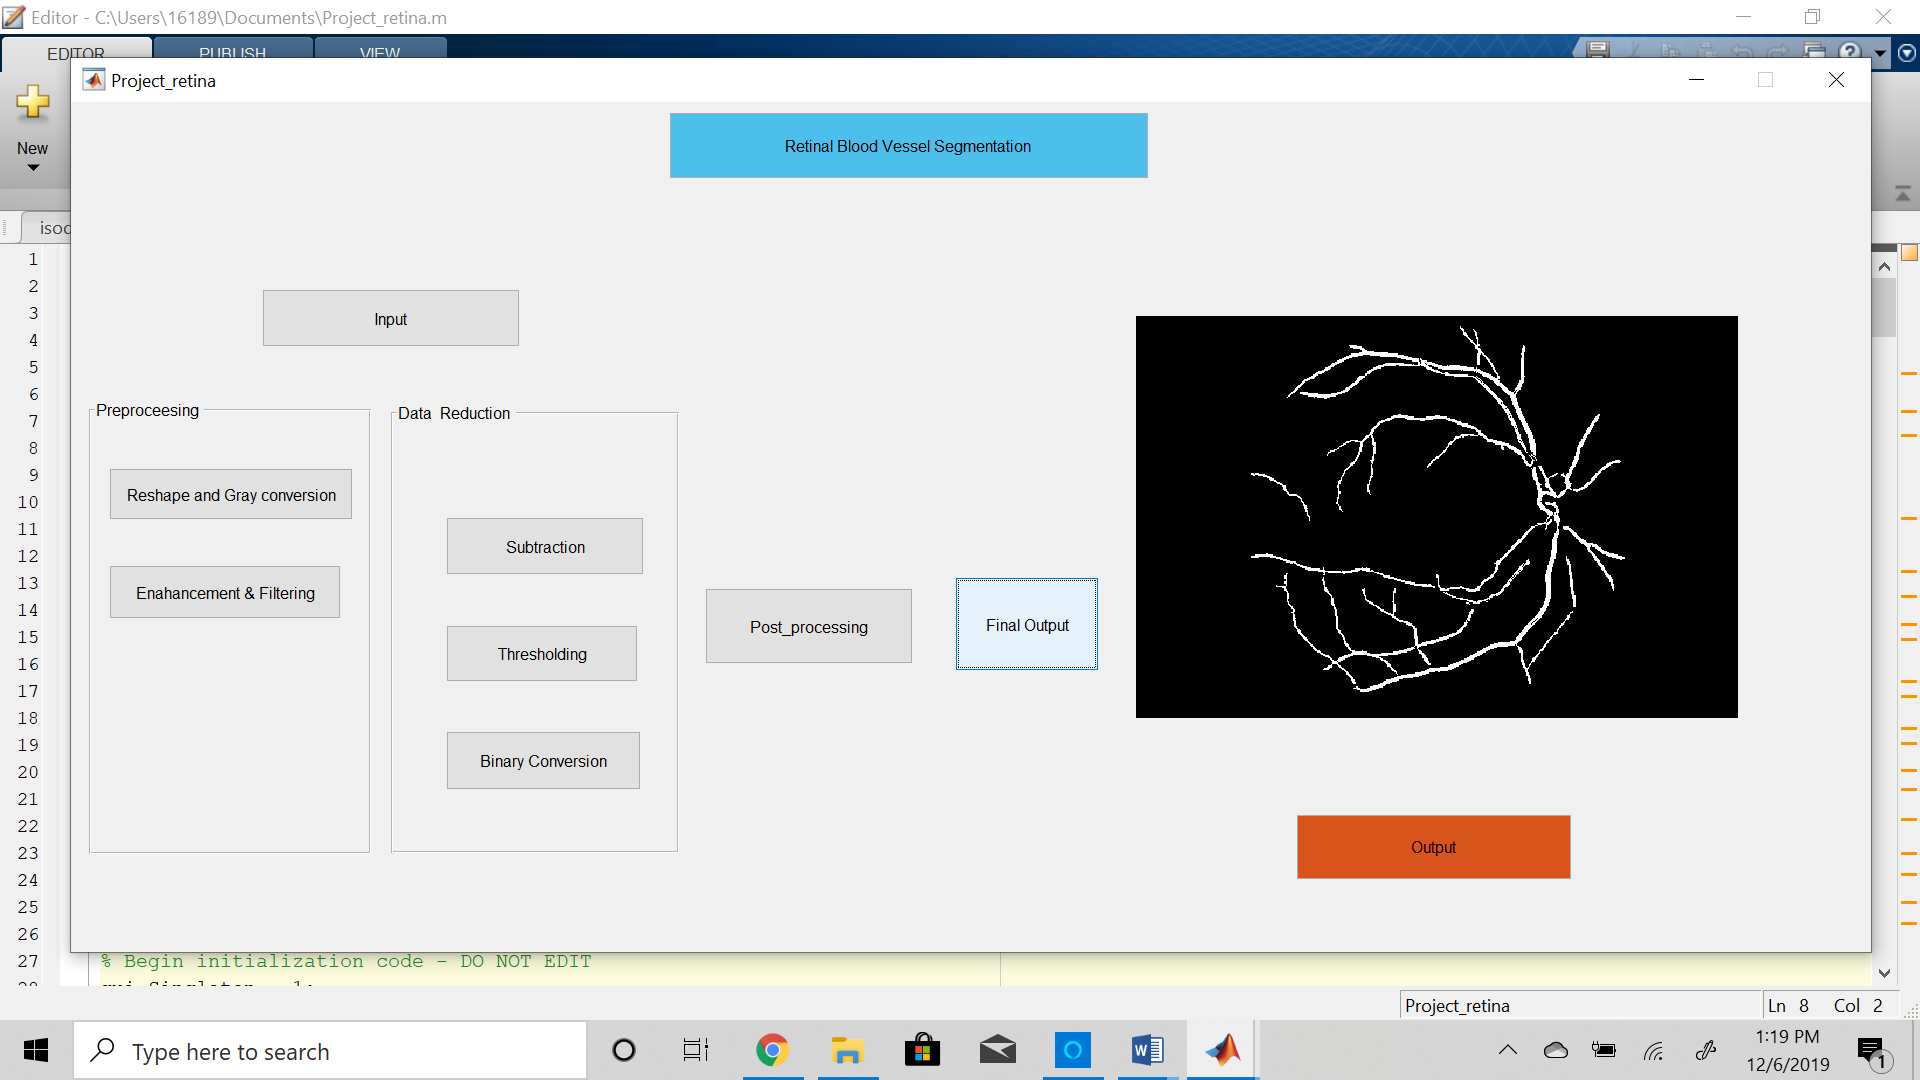 Editor - C:\Users\16189\Documents\Project_retina.m
EDITOR
PUBLISH
VIEW
Project_retina
New
Retinal Blood Vessel Segmentation
Input
Preproceesing
Reshape and Gray conversion
Enahancement & Filtering
Data Reduction
Subtraction
Thresholding
Binary Conversion
Post_processing
Final Output
Output
1
2
3
4
5
6
7
8
9
10
11
12
13
14
15
16
17
18
19
20
21
22
23
24
25
26
27
% Begin initialization code - DO NOT EDIT
Project_retina
Ln 8 Col 2
Type here to search
1:19 PM
12/6/2019
1